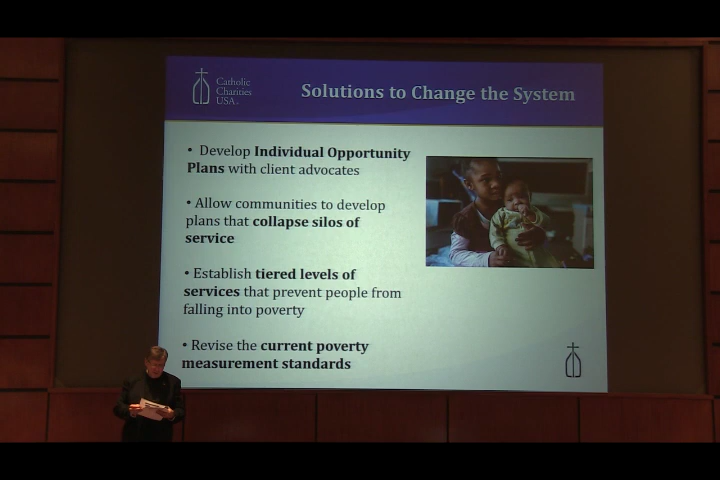 Catholic
Charities
USA.
Solutions to Change the System
• Develop Individual Opportunity
Plans with client advocates
• Allow communities to develop
plans that collapse silos of
service
• Establish tiered levels of
services that prevent people from
falling into poverty
• Revise the current poverty
measurement standards